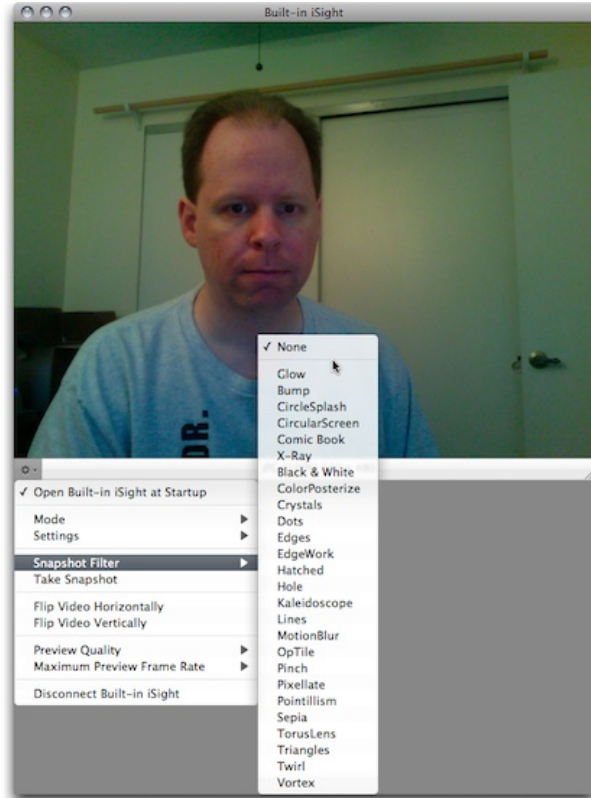 Built-in iSight
DR.
✓ Open Built-in iSight at Startup
Mode
Settings
Snapshot Filter
Take Snapshot
Flip Video Horizontally
Flip Video Vertically
Preview Quality
Maximum Preview Frame Rate
Disconnect Built-in iSight
✓ None
Glow
Bump
CircleSplash
CircularScreen
Comic Book
X-Ray
Black & White
ColorPosterize
Crystals
Dots
Edges
EdgeWork
Hatched
Hole
Kaleidoscope
Lines
MotionBlur
OpTile
Pinch
Pixellate
Pointillism
Sepia
TorusLens
Triangles
Twirl
Vortex